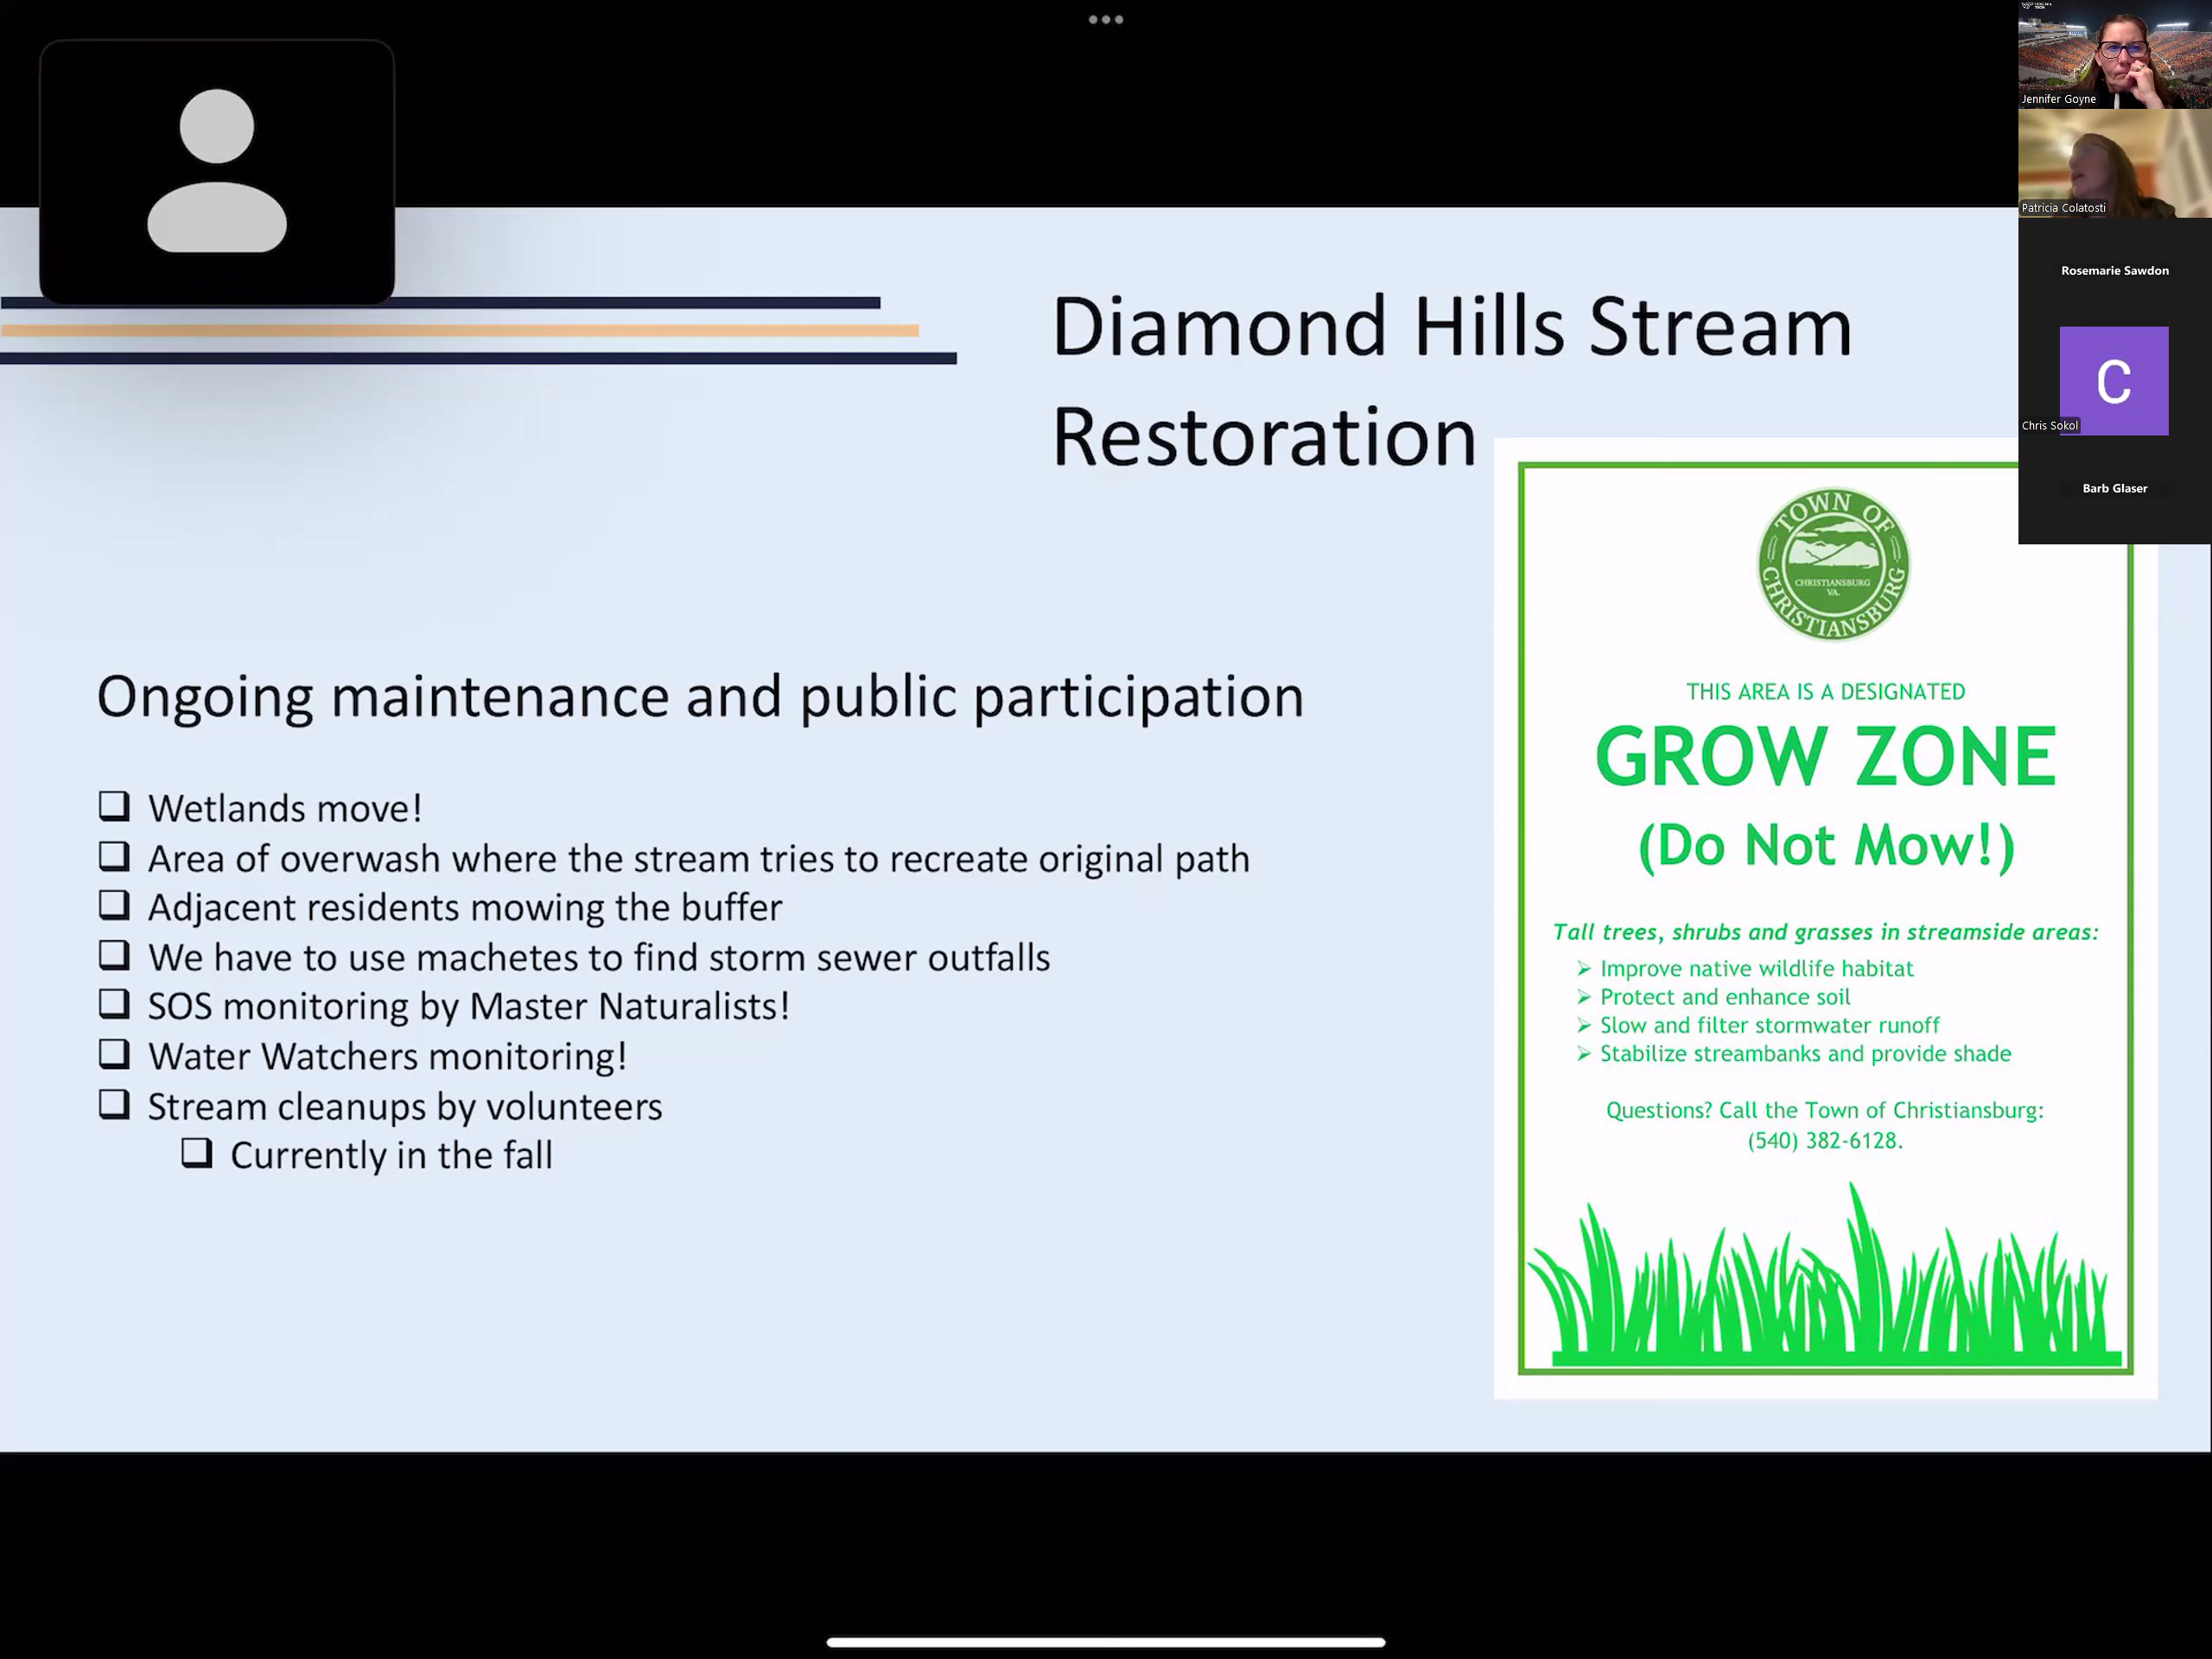 Jennifer Goyne
Patricia Colatosti
Rosemarie Sawdon
C
Chris Sokol
Barb Glaser
Diamond Hills Stream
Restoration
Ongoing maintenance and public participation
❑ Wetlands move!
❑ Area of overwash where the stream tries to recreate original path
❑ Adjacent residents mowing the buffer
❑ We have to use machetes to find storm sewer outfalls
❑ SOS monitoring by Master Naturalists!
❑ Water Watchers monitoring!
❑ Stream cleanups by volunteers
❑ Currently in the fall
TOWN OF
CHRISTIANSBURG
VA.
CHRISTIANSBURG
THIS AREA IS A DESIGNATED
GROW ZONE
(Do Not Mow!)
Tall trees, shrubs and grasses in streamside areas:
➢ Improve native wildlife habitat
➢ Protect and enhance soil
➢ Slow and filter stormwater runoff
➢ Stabilize streambanks and provide shade
Questions? Call the Town of Christiansburg:
(540) 382-6128.